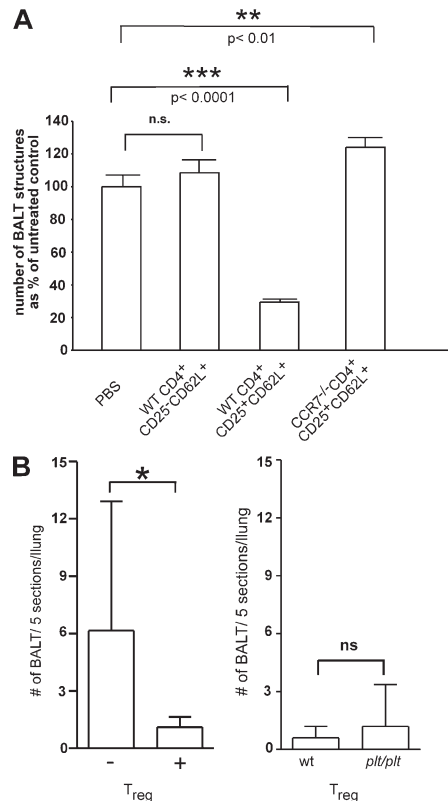 A
**
p< 0.01
***
p< 0.0001
n.s.
number of BALT structures
as % of untreated control
140
120
100
80
60
40
20
0
PBS
WT CD4+
CD25-CD62L+
WT CD4+
CD25+CD62L+
CCR7-/-CD4+
CD25+CD62L+
B
# of BALT/ 5 sections/llung
15
12
9
6
3
0
*
- +
Treg
# of BALT/ 5 sections/llung
15
12
9
6
3
0
ns
wt plt/plt
Treg